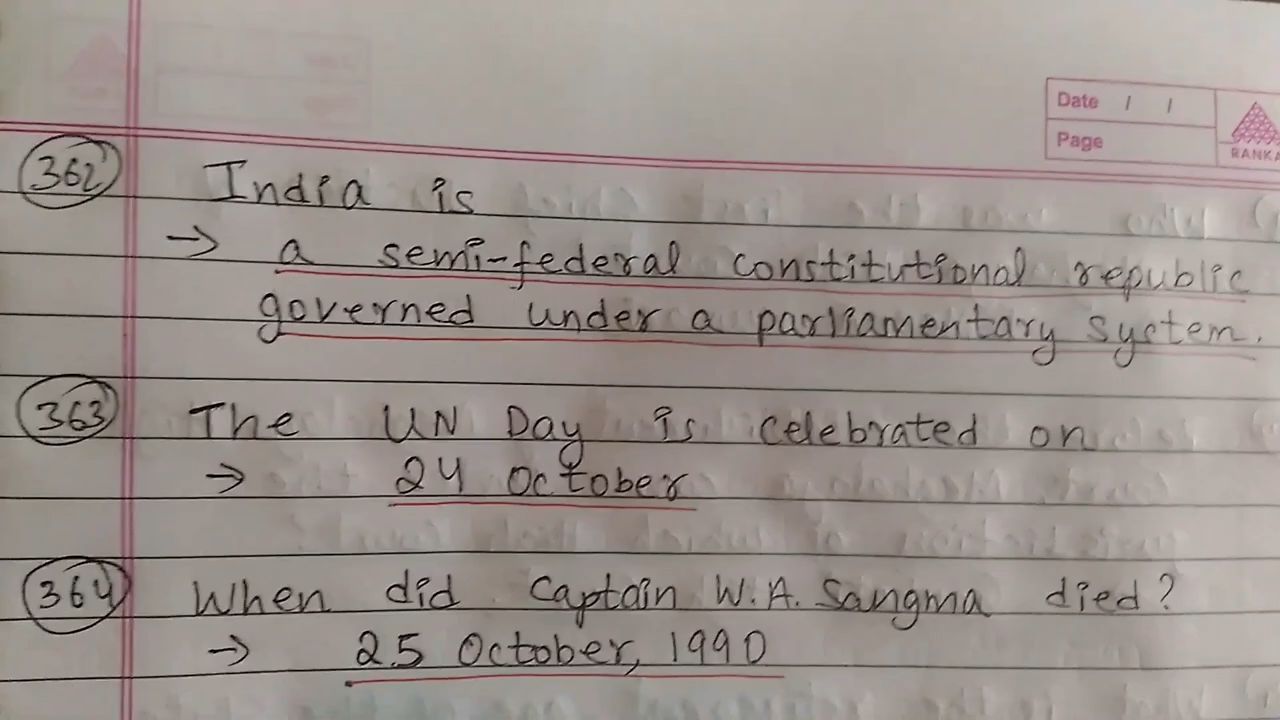 Date / /
Page
RANKA
362 India is
→ a semi-federal constitutional republic
governed under a parliamentary system.
363 The UN Day is celebrated on
→ 24 October
364 When did Captain W.A. Sangma died?
→ 25 October, 1990